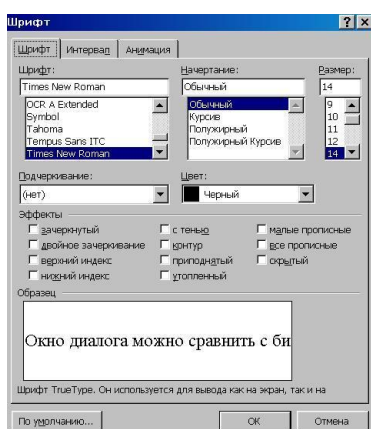 Шрифт
Шрифт Интервал Анимация
Шрифт: Начертание: Размер:
Times New Roman Обычный 14
OCR A Extended Обычный 9
Symbol Курсив 10
Tahoma Полужирный 11
Tempus Sans ITC Полужирный Курсив 12
Times New Roman 14
Подчеркивание: Цвет:
(нет) Черный
Эффекты
зачеркнутый с тенью малые прописные
двойное зачеркивание контур все прописные
верхний индекс приподнятый скрытый
нижний индекс утопленный
Образец
Окно диалога можно сравнить с би
Шрифт TrueType. Он используется для вывода как на экран, так и на
По умолчанию... ОК Отмена